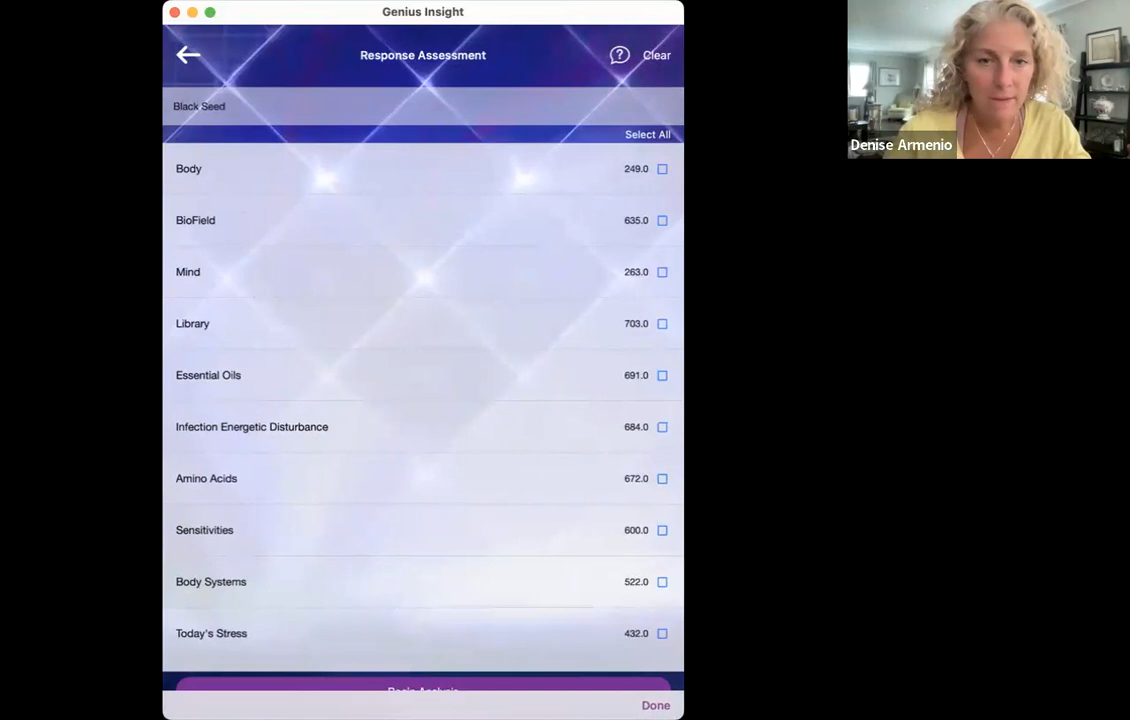 Genius Insight
Response Assessment
Clear
Black Seed
Select All
Body 249.0
BioField 635.0
Mind 263.0
Library 703.0
Essential Oils 691.0
Infection Energetic Disturbance 684.0
Amino Acids 672.0
Sensitivities 600.0
Body Systems 522.0
Today's Stress 432.0
Done
Denise Armenio